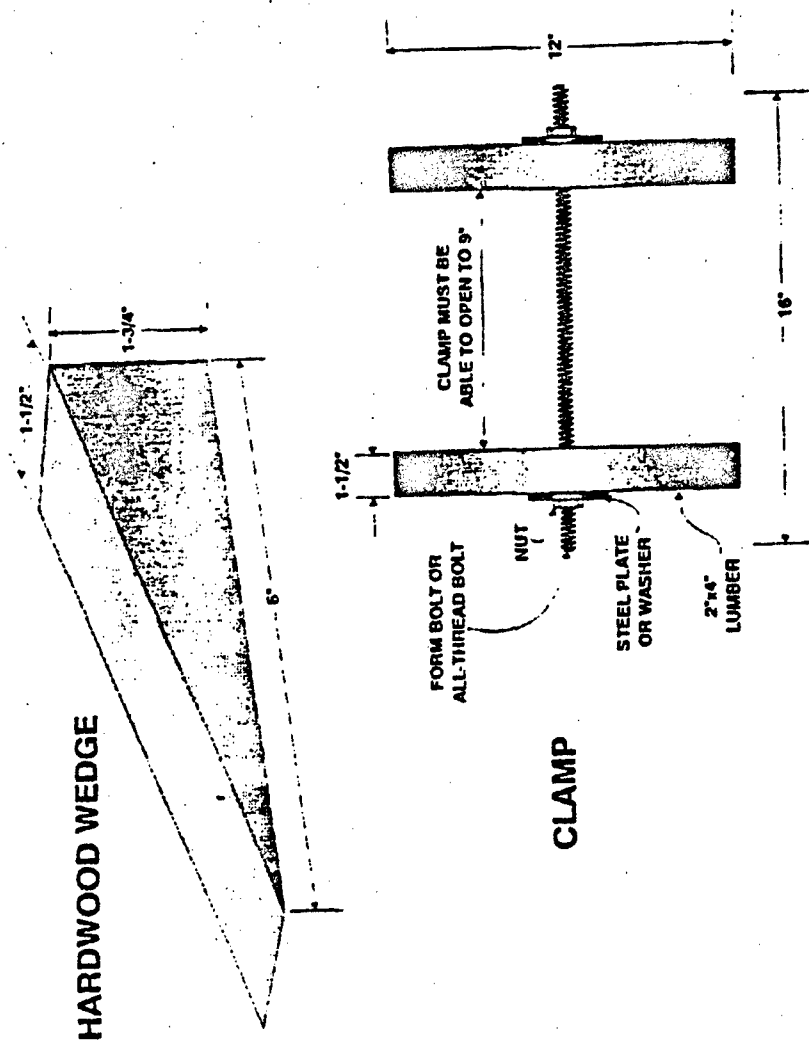 HARDWOOD WEDGE
1-1/2"
1-3/4"
6"
CLAMP
12"
CLAMP MUST BE
ABLE TO OPEN TO 9"
1-1/2"
FORM BOLT OR
ALL-THREAD BOLT
NUT
STEEL PLATE
OR WASHER
2"x4"
LUMBER
16"